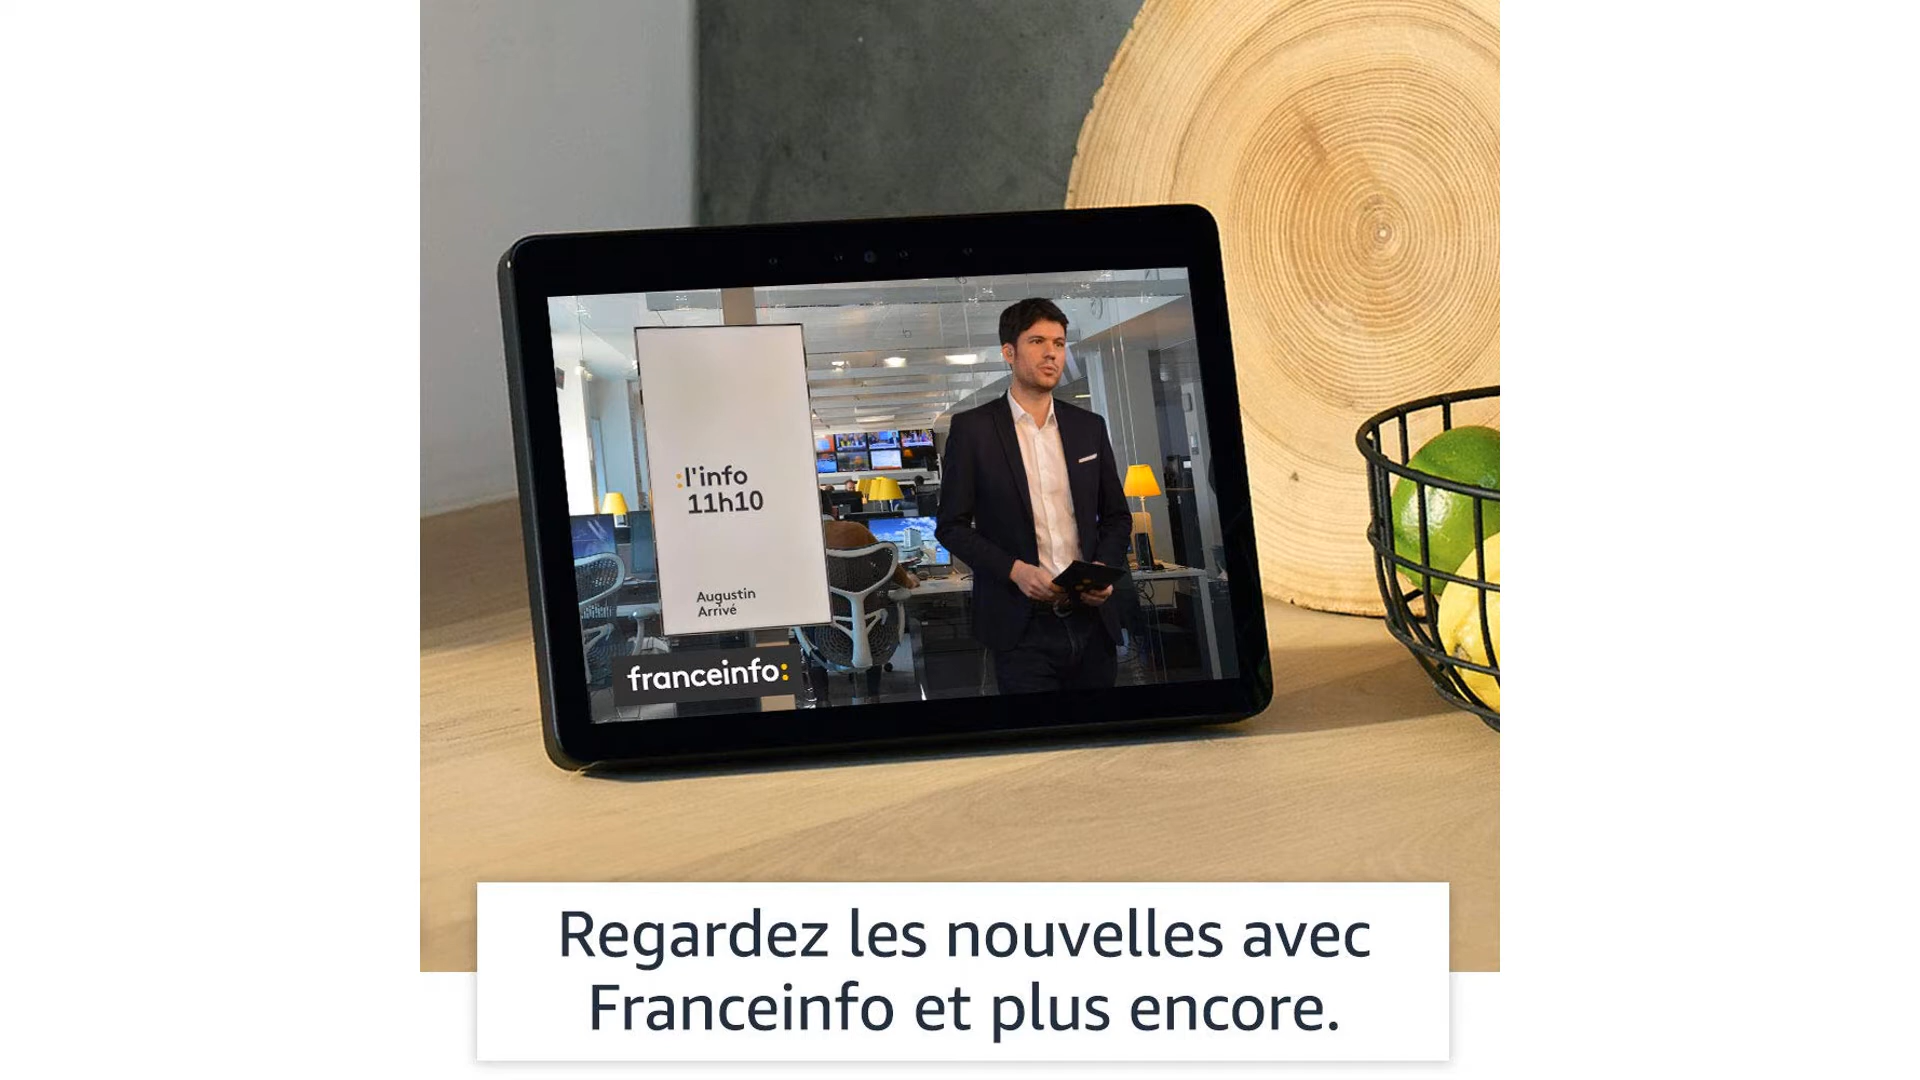 :l'info
11h10
Augustin
Arrivé
franceinfo:
Regardez les nouvelles avec
Franceinfo et plus encore.